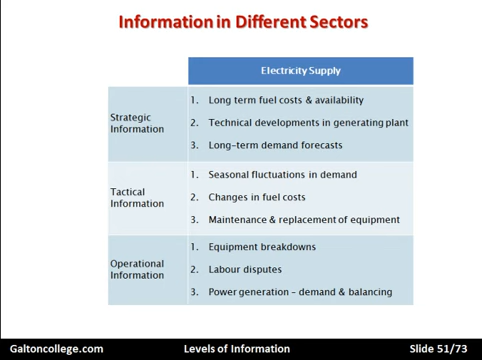 Information in Different Sectors
Electricity Supply
Strategic
Information
1. Long term fuel costs & availability
2. Technical developments in generating plant
3. Long-term demand forecasts
Tactical
Information
1. Seasonal fluctuations in demand
2. Changes in fuel costs
3. Maintenance & replacement of equipment
Operational
Information
1. Equipment breakdowns
2. Labour disputes
3. Power generation – demand & balancing
Galtoncollege.com Levels of Information Slide 51/73